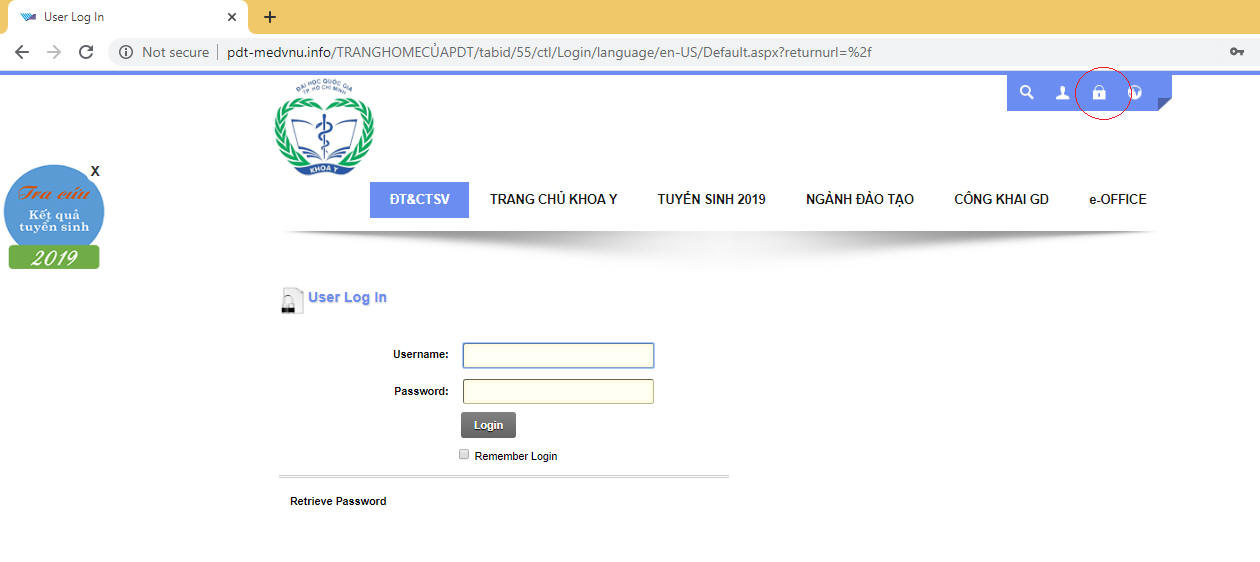 User Log In
Not secure | pdt-medvnu.info/TRANGHOMECỦAPDT/tabid/55/ctl/Login/language/en-US/Default.aspx?returnurl=%2f
ĐẠI HỌC QUỐC GIA
TP HỒ CHÍ MINH
KHOA Y
X
Tra cứu
Kết quả
tuyển sinh
2019
ĐT&CTSV TRANG CHỦ KHOA Y TUYỂN SINH 2019 NGÀNH ĐÀO TẠO CÔNG KHAI GD e-OFFICE
User Log In
Username:
Password:
Login
Remember Login
Retrieve Password